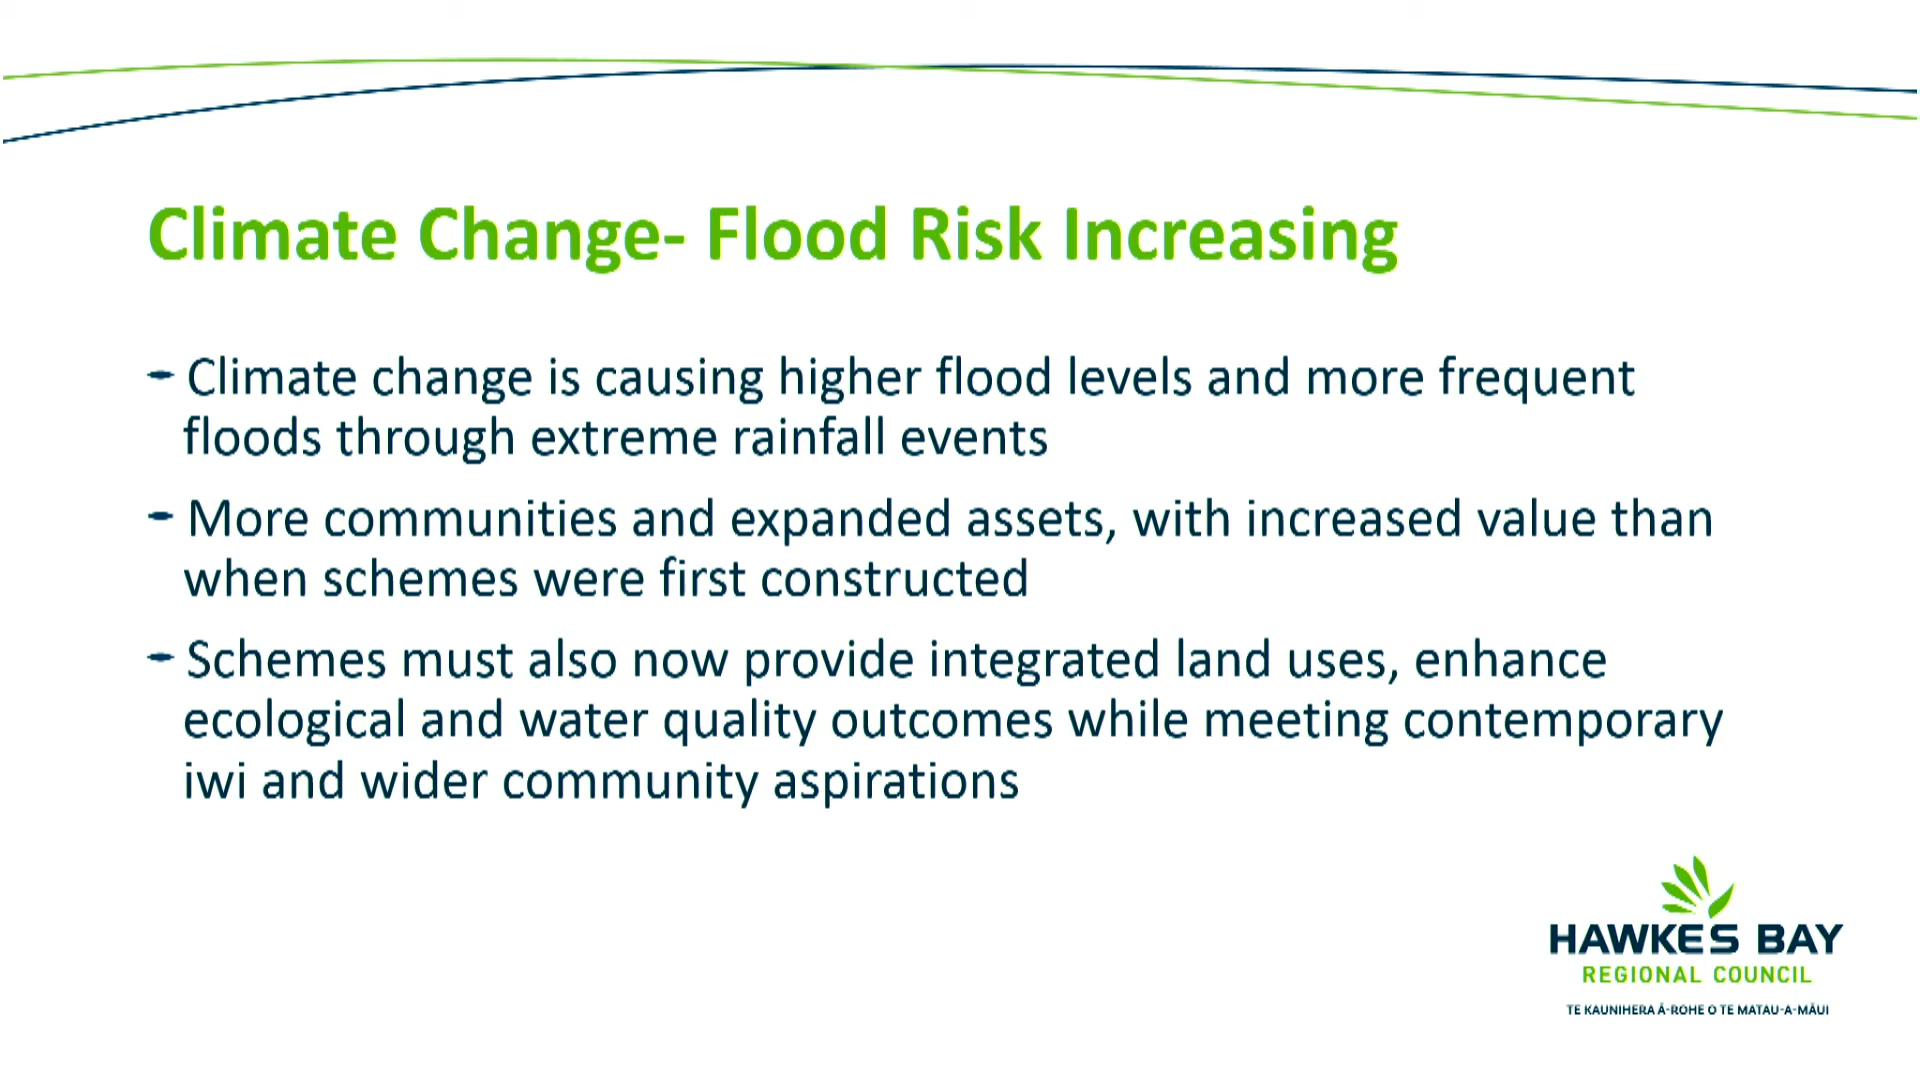 Climate Change- Flood Risk Increasing
- Climate change is causing higher flood levels and more frequent
floods through extreme rainfall events
- More communities and expanded assets, with increased value than
when schemes were first constructed
- Schemes must also now provide integrated land uses, enhance
ecological and water quality outcomes while meeting contemporary
iwi and wider community aspirations
HAWKES BAY
REGIONAL COUNCIL
TE KAUNIHERA Ā-ROHE O TE MATAU-A-MĀUI